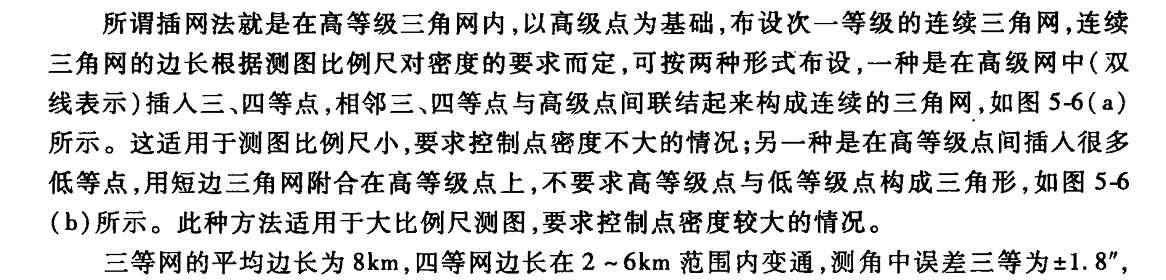 所谓插网法就是在高等级三角网内,以高级点为基础,布设次一等级的连续三角网,连续
三角网的边长根据测图比例尺对密度的要求而定,可按两种形式布设,一种是在高级网中(双
线表示)插入三、四等点,相邻三、四等点与高级点间联结起来构成连续的三角网,如图5-6(a)
所示。这适用于测图比例尺小,要求控制点密度不大的情况;另一种是在高等级点间插入很多
低等点,用短边三角网附合在高等级点上,不要求高等级点与低等级点构成三角形,如图5-6
(b)所示。此种方法适用于大比例尺测图,要求控制点密度较大的情况。
三等网的平均边长为8km,四等网边长在2~6km范围内变通,测角中误差三等为±1.8″,